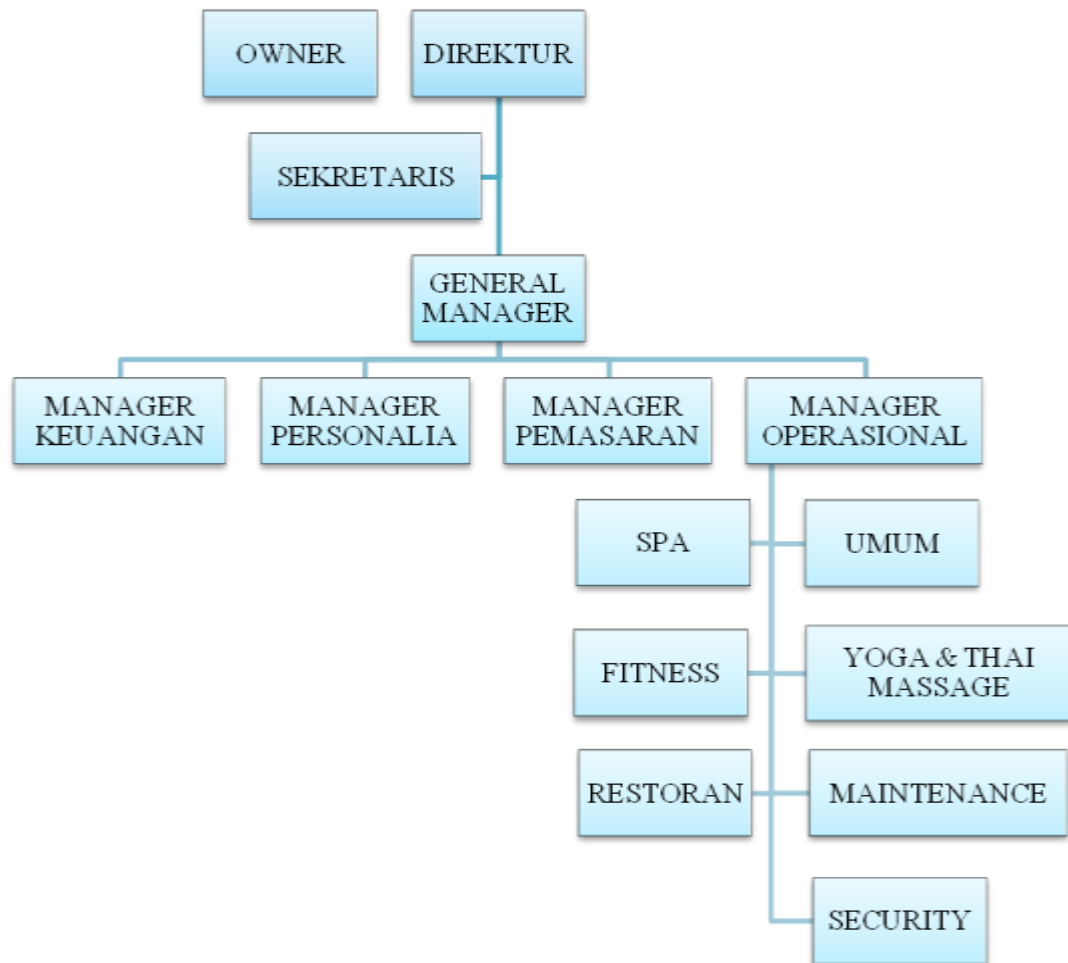 OWNER
DIREKTUR
SEKRETARIS
GENERAL
MANAGER
MANAGER
KEUANGAN
MANAGER
PERSONALIA
MANAGER
PEMASARAN
MANAGER
OPERASIONAL
SPA
UMUM
FITNESS
YOGA & THAI
MASSAGE
RESTORAN
MAINTENANCE
SECURITY